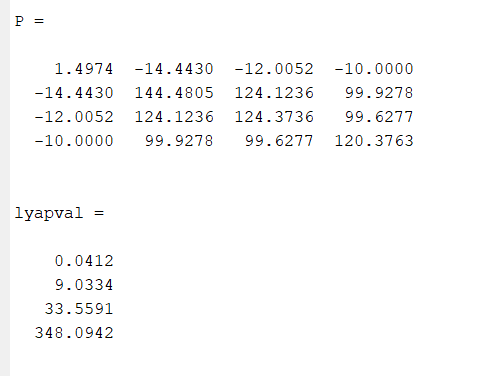 P =
1.4974 -14.4430 -12.0052 -10.0000
-14.4430 144.4805 124.1236 99.9278
-12.0052 124.1236 124.3736 99.6277
-10.0000 99.9278 99.6277 120.3763
lyapval =
0.0412
9.0334
33.5591
348.0942